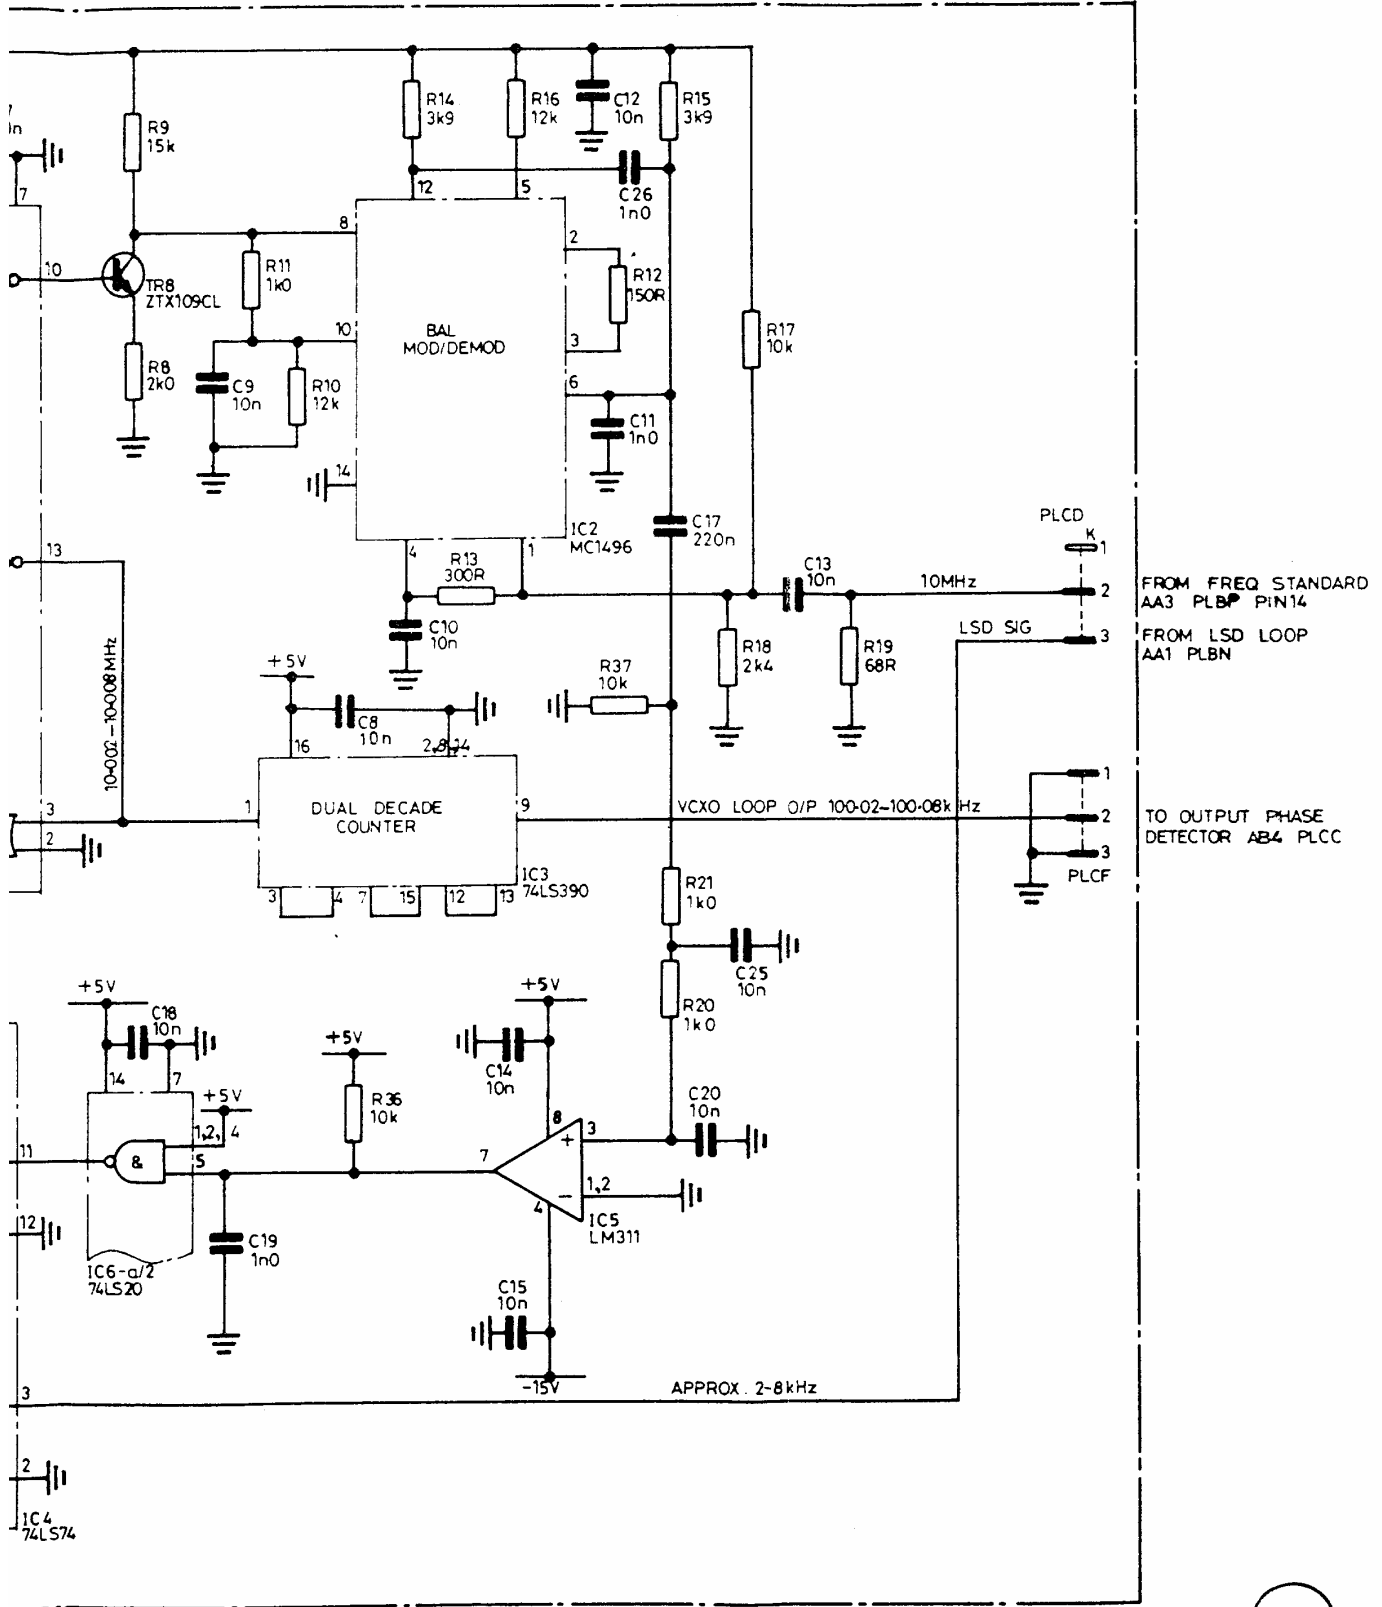 7
n
7
R9
15k
R14
3k9
R16
12k
C12
10n
R15
3k9
12
5
C26
1n0
8
2
10
TR8
ZTX109CL
R11
1k0
R12
150R
10
BAL
MOD/DEMOD
3
R17
10k
R8
2k0
C9
10n
R10
12k
6
C11
1n0
14
IC2
MC1496
C17
220n
PLCD
K
1
13
4
R13
300R
1
C13
10n
10MHz
2
FROM FREQ STANDARD
AA3 PLBP PIN14
C10
10n
LSD SIG
3
FROM LSD LOOP
AA1 PLBN
+5V
R37
10k
R18
2k4
R19
68R
10·002-10·008MHz
C8
10n
16
2,8,14
1
3
1
DUAL DECADE
COUNTER
9
VCXO LOOP O/P 100·02-100·08kHz
2
TO OUTPUT PHASE
DETECTOR AB4 PLCC
2
3
PLCF
IC3
74LS390
3
4
7
15
12
13
R21
1k0
C25
10n
+5V
C18
10n
+5V
R20
1k0
+5V
C14
10n
14
7
+5V
R36
10k
C20
10n
1,2,4
8
+
3
11
&
5
7
1,2
−
4
12
C19
1n0
IC5
LM311
IC6-a/2
74LS20
C15
10n
-15V
APPROX. 2-8kHz
3
2
IC4
74LS74